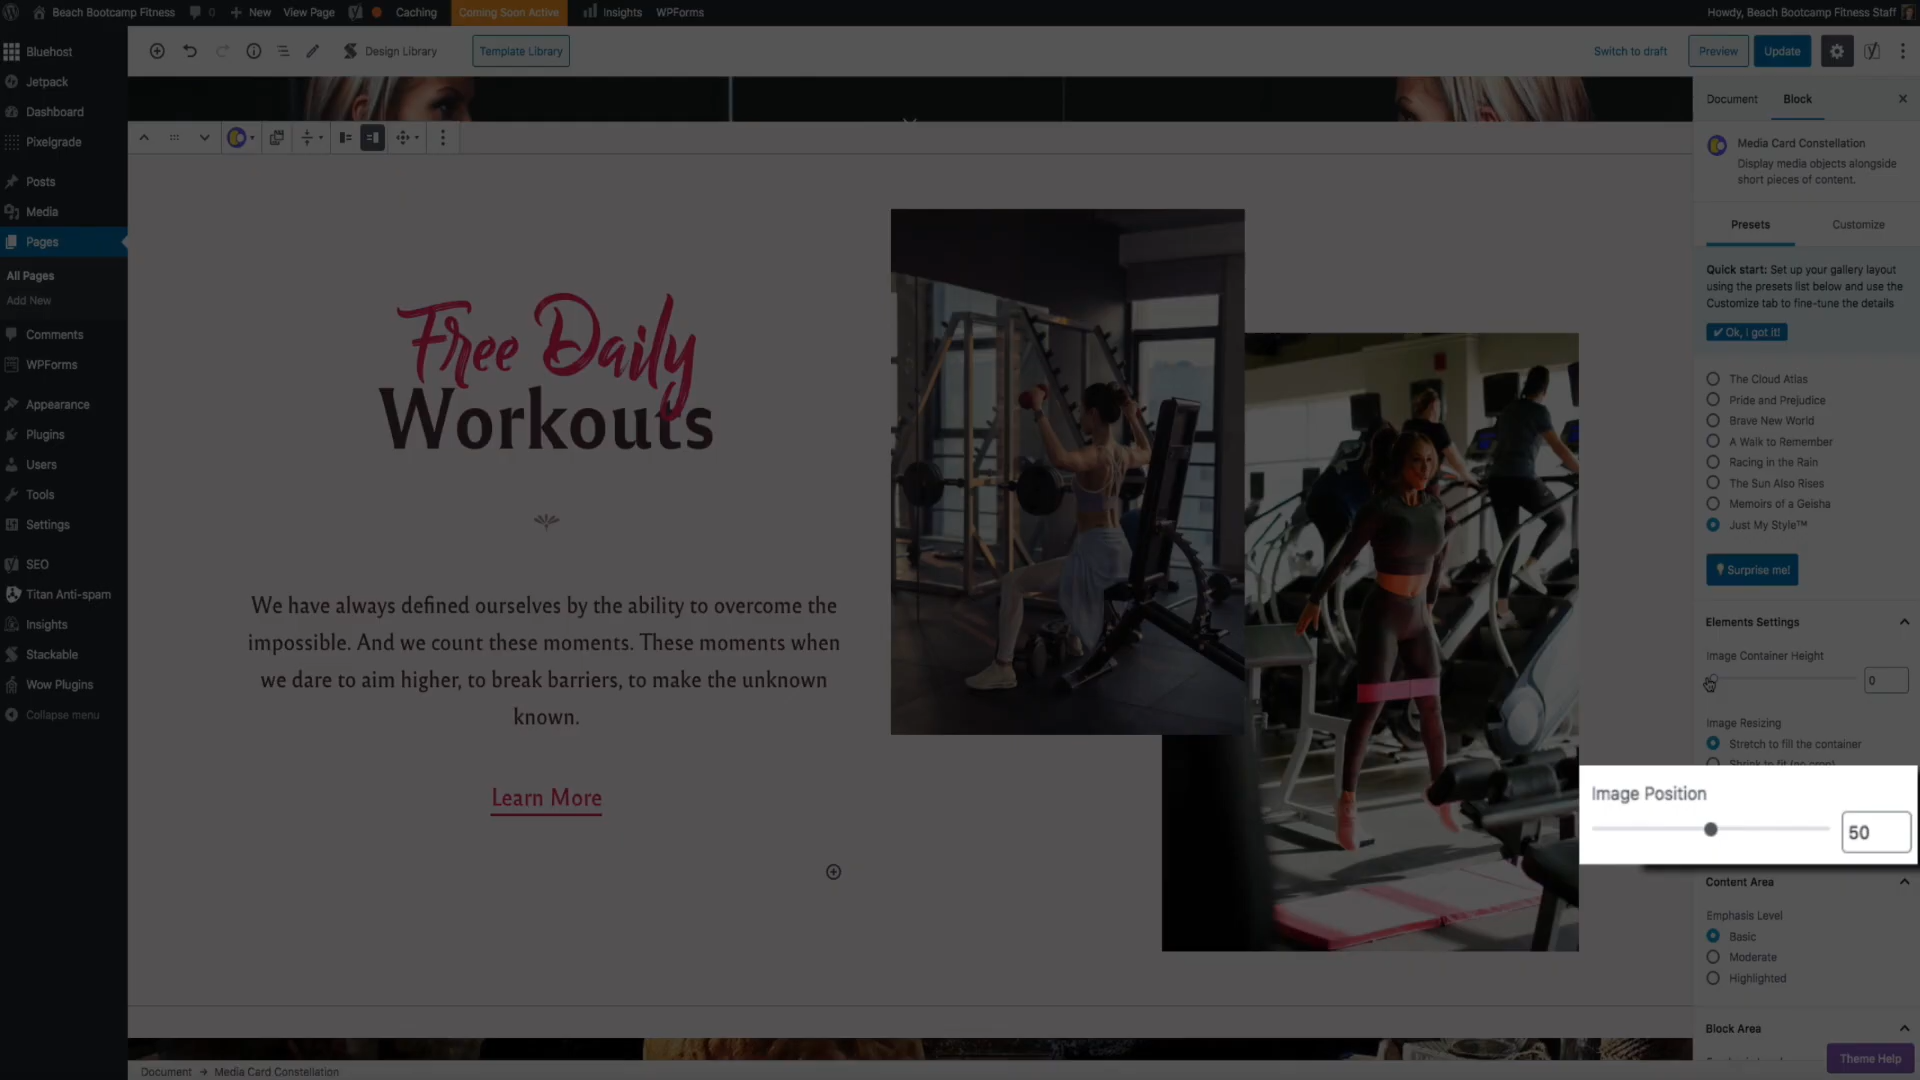 Beach Bootcamp Fitness
0
New
View Page
Caching
Coming Soon Active
Insights
WPForms
Howdy, Beach Bootcamp Fitness Staff
Bluehost
Jetpack
Dashboard
Pixelgrade
Posts
Media
Pages
All Pages
Add New
Comments
WPForms
Appearance
Plugins
Users
Tools
Settings
SEO
Titan Anti-spam
Insights
Stackable
Wow Plugins
Collapse menu
Design Library
Template Library
Switch to draft
Preview
Update
Free Daily
Workouts
We have always defined ourselves by the ability to overcome the
impossible. And we count these moments. These moments when
we dare to aim higher, to break barriers, to make the unknown
known.
Learn More
Document
Block
Media Card Constellation
Display media objects alongside
short pieces of content.
Presets
Customize
Quick start: Set up your gallery layout
using the presets list below and use the
Customize tab to fine-tune the details
✔ Ok, I got it!
The Cloud Atlas
Pride and Prejudice
Brave New World
A Walk to Remember
Racing in the Rain
The Sun Also Rises
Memoirs of a Geisha
Just My Style™
Surprise me!
Elements Settings
Image Container Height
0
Image Resizing
Stretch to fill the container
Shrink to fit (no crop)
Image Position
50
Content Area
Emphasis Level
Basic
Moderate
Highlighted
Block Area
Theme Help
Document → Media Card Constellation